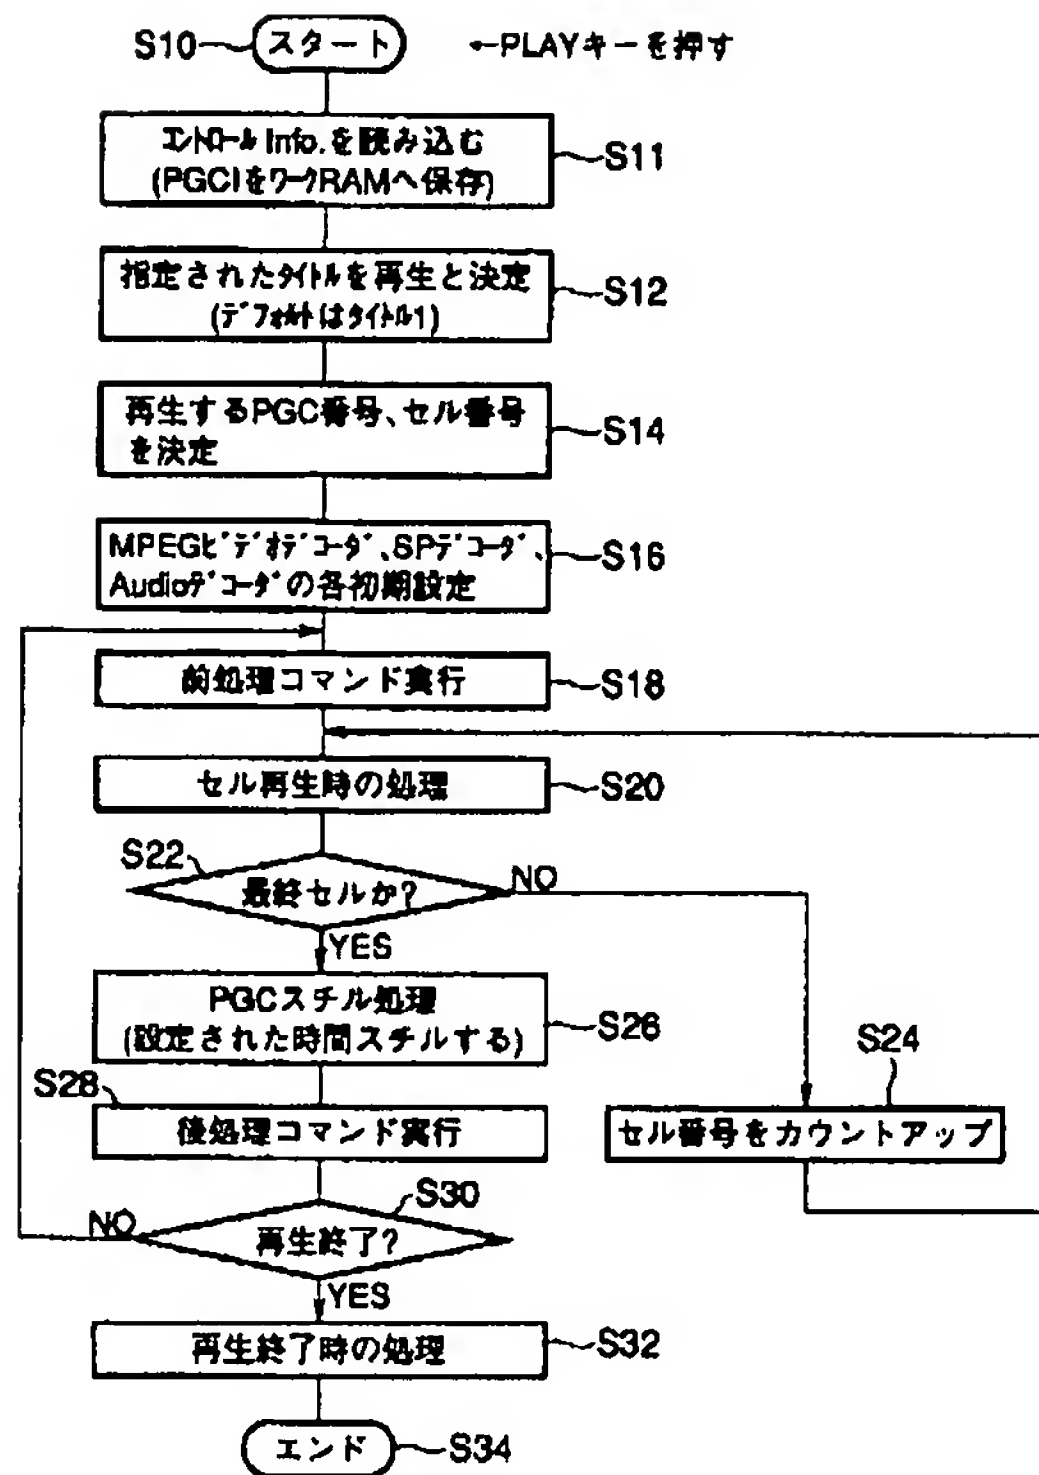 S10 スタート ←PLAYキーを押す
エントロール Info.を読み込む
(PGCIをワークRAMへ保存)
S11
指定されたタイトルを再生と決定
(デフォルトはタイトル1)
S12
再生するPGC番号、セル番号
を決定
S14
MPEGビデオデコーダ、SPデコーダ、
Audioデコーダの各初期設定
S16
前処理コマンド実行
S18
セル再生時の処理
S20
S22
最終セルか?
NO
YES
PGCスチル処理
(設定された時間スチルする)
S26
S24
セル番号をカウントアップ
S28
後処理コマンド実行
S30
再生終了?
NO
YES
再生終了時の処理
S32
エンド
S34